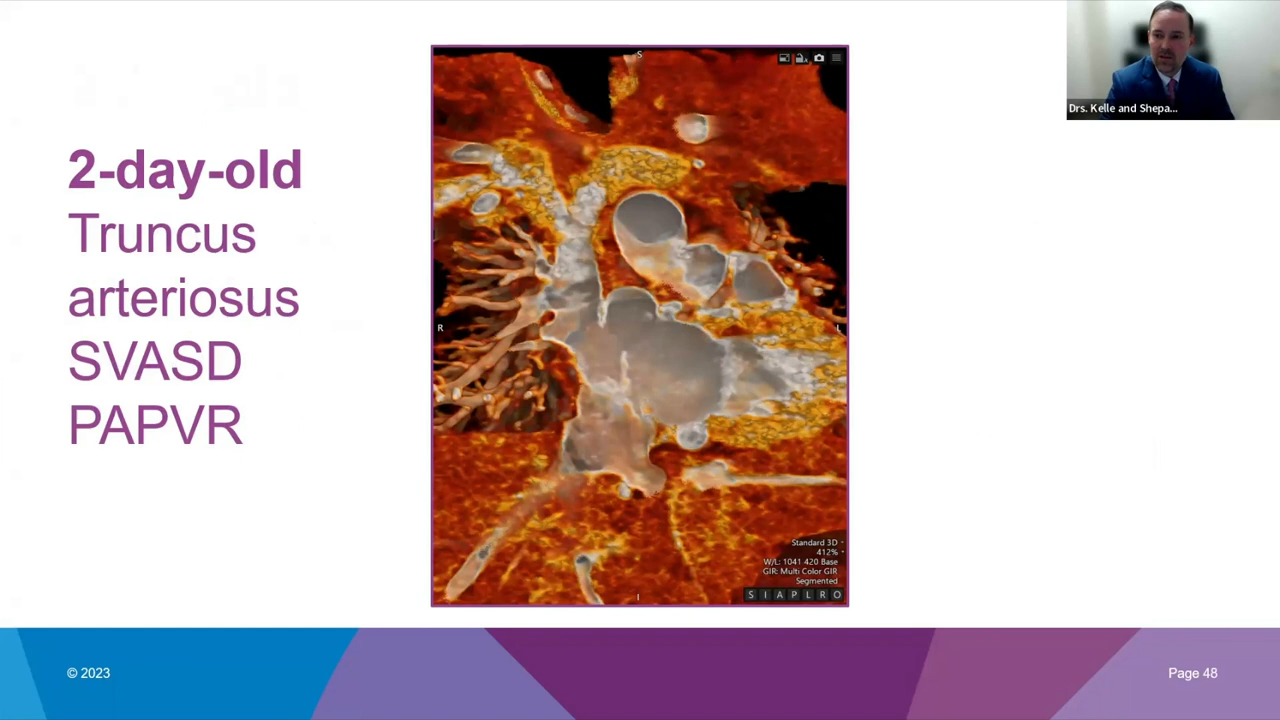 Drs. Kelle and Shepa...
2-day-old
Truncus
arteriosus
SVASD
PAPVR
S
R
L
I
Standard 3D
412%
W/L: 1041 420 Base
GIR: Multi Color GIR
Segmented
S I A P L R O
© 2023
Page 48